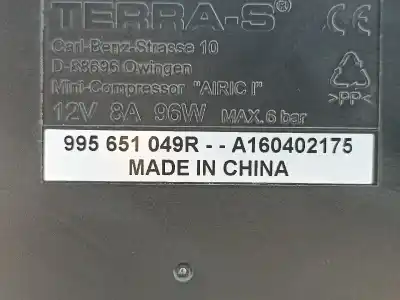 TERRA-S®
Carl-Benz-Strasse 10
D-88696 Owingen
Mini-Compressor "AIRIC I"
12V 8A 96W MAX. 6 bar
>PP<
995 651 049R - - A160402175
MADE IN CHINA